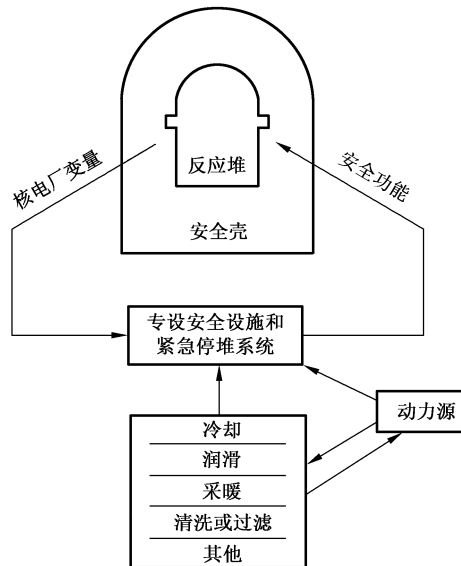 反应堆
核电厂变量
安全功能
安全壳
专设安全设施和
紧急停堆系统
动力源
冷却
润滑
采暖
清洗或过滤
其他